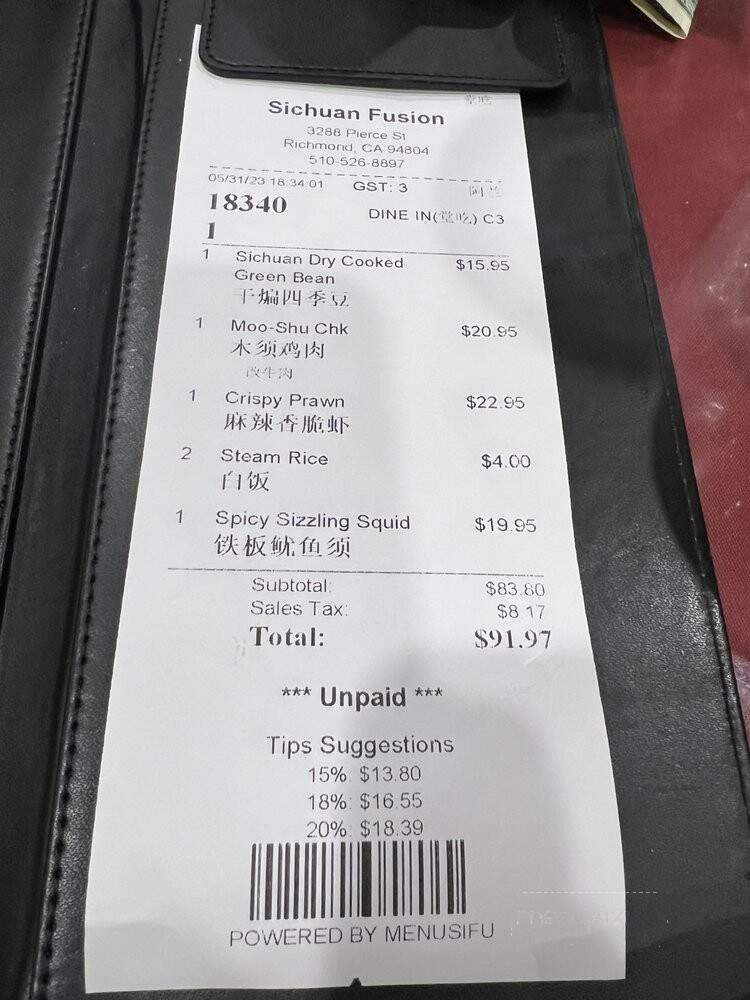 堂吃
Sichuan Fusion
3288 Pierce St
Richmond, CA 94804
510-526-8897
05/31/23 18:34:01 GST: 3 阿兰
18340 DINE IN(堂吃) C3
1
1 Sichuan Dry Cooked $15.95
Green Bean
干煸四季豆
1 Moo-Shu Chk $20.95
木须鸡肉
改牛肉
1 Crispy Prawn $22.95
麻辣香脆虾
2 Steam Rice $4.00
白饭
1 Spicy Sizzling Squid $19.95
铁板鱿鱼须
Subtotal: $83.80
Sales Tax: $8.17
Total: $91.97
*** Unpaid ***
Tips Suggestions
15%: $13.80
18%: $16.55
20%: $18.39
POWERED BY MENUSIFU